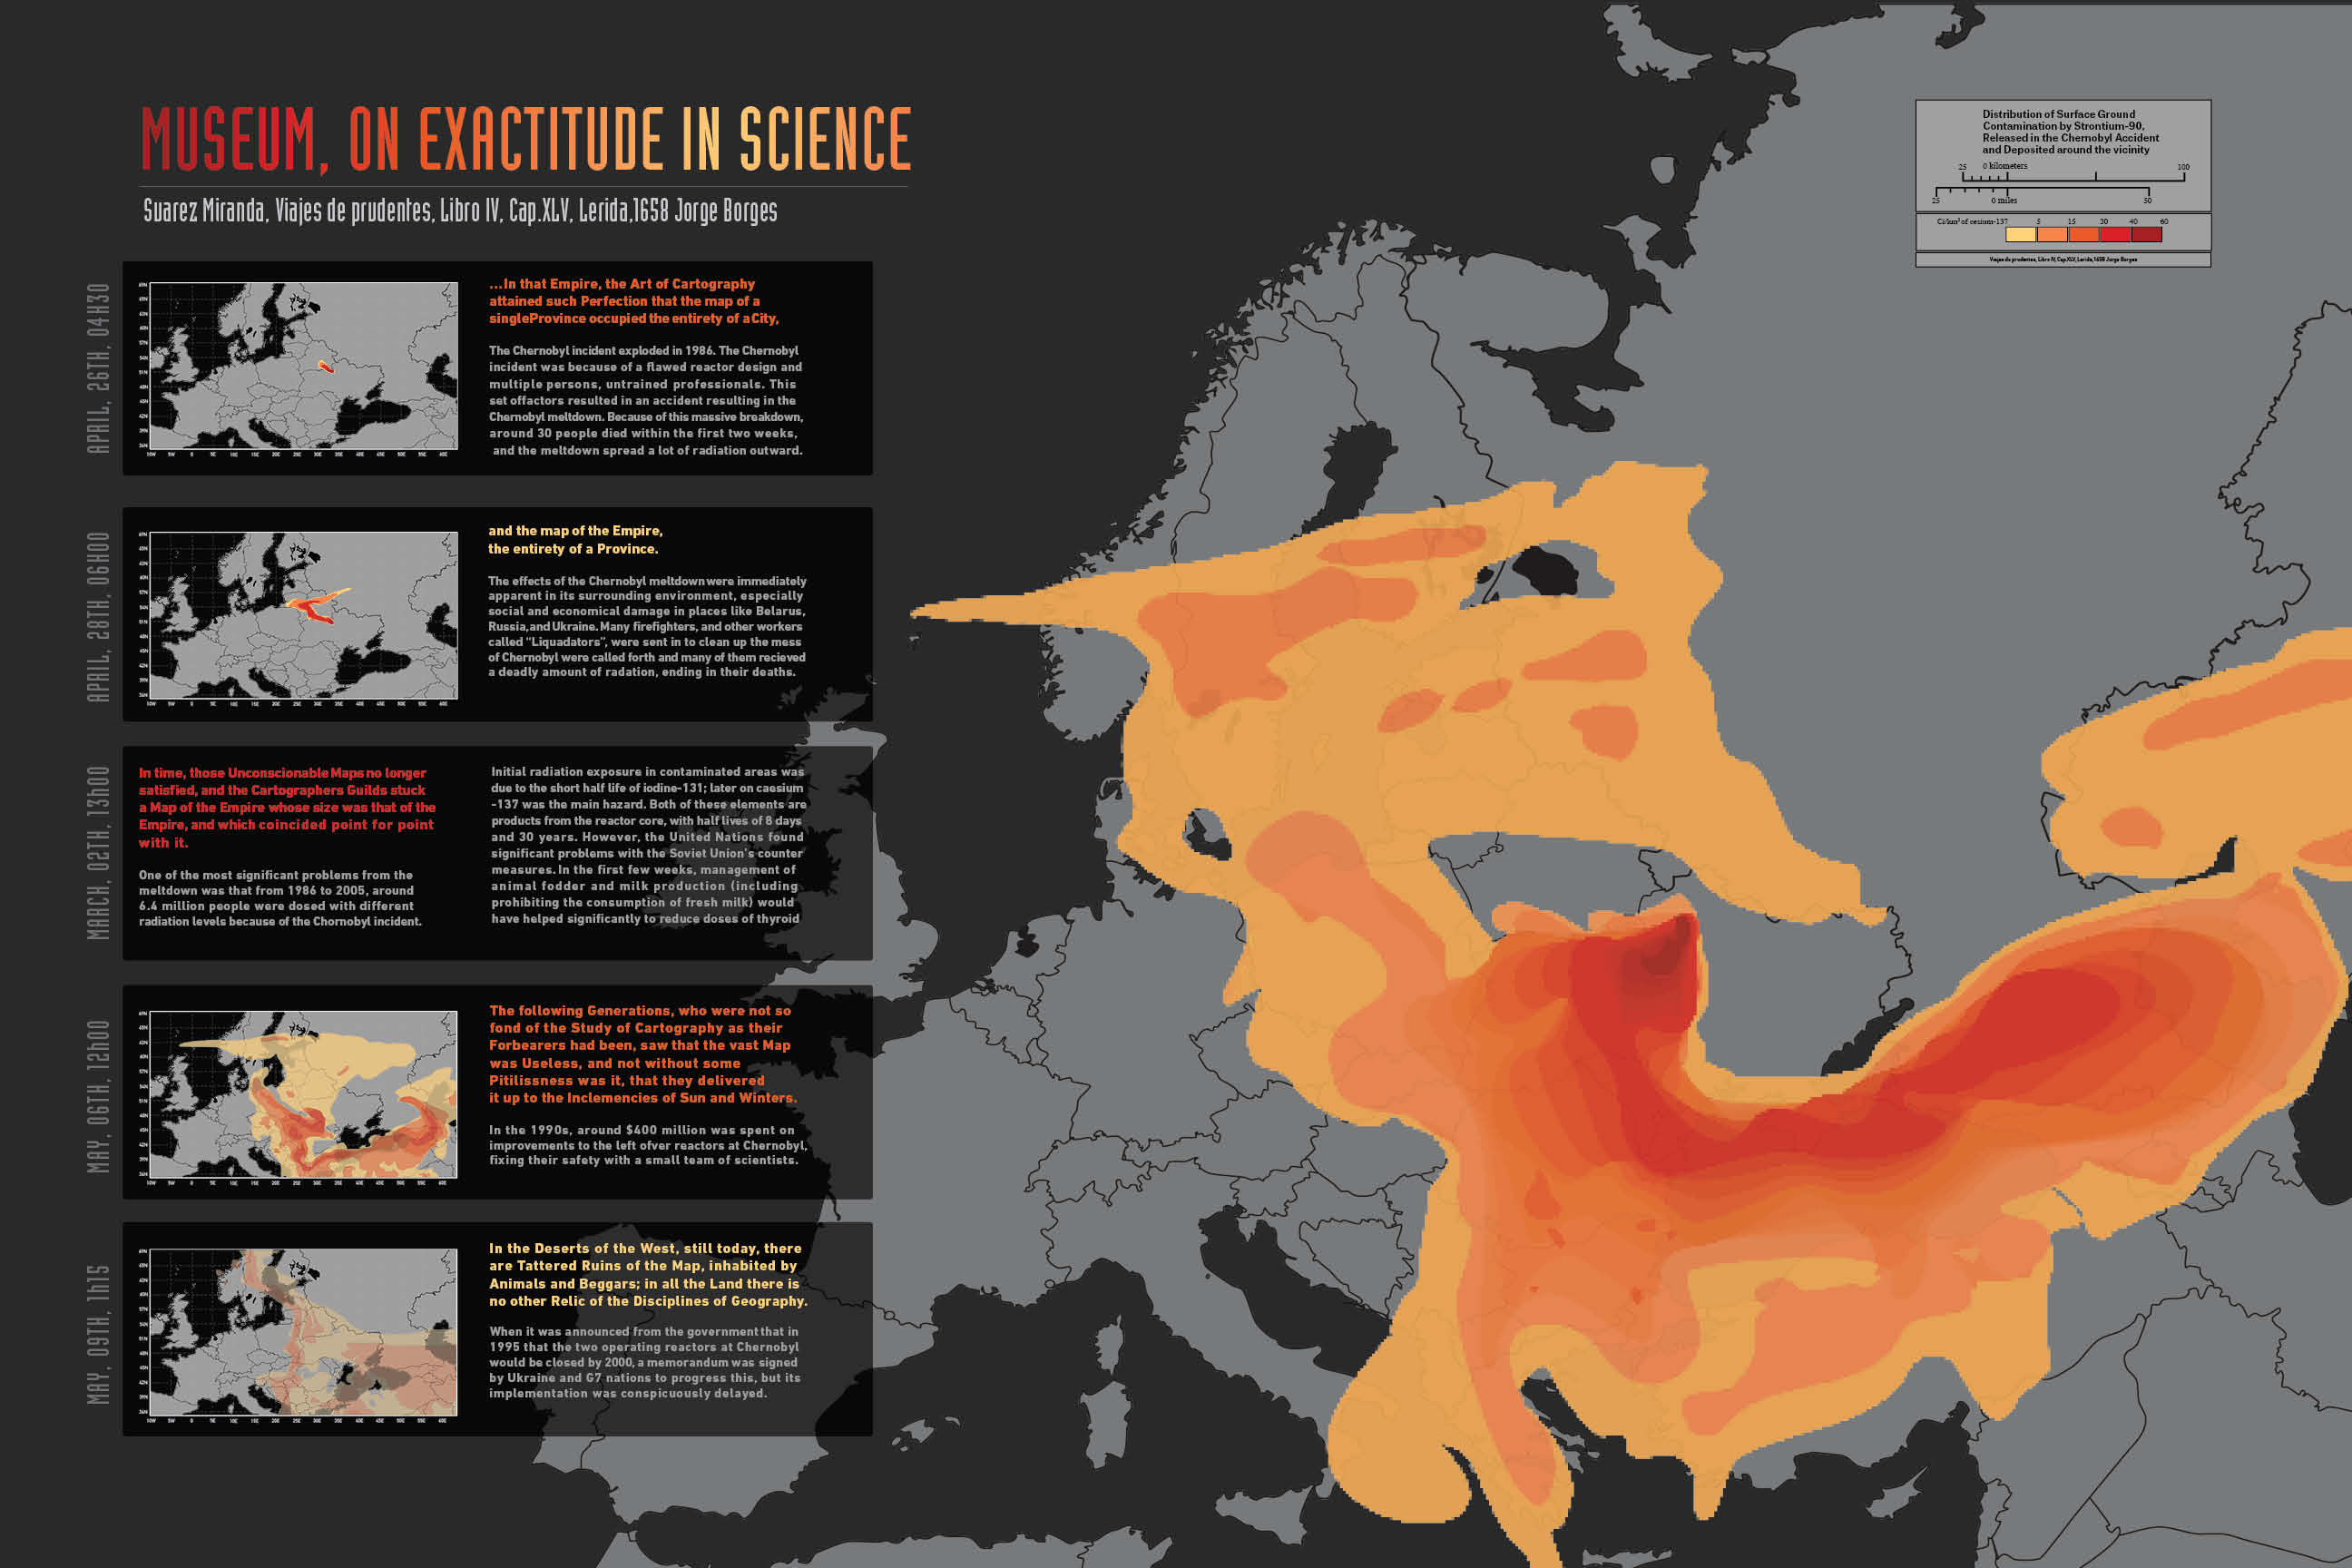 MUSEUM, ON EXACTITUDE IN SCIENCE
Suarez Miranda, Viajes de prudentes, Libro IV, Cap.XLV, Lerida,1658 Jorge Borges
APRIL, 26TH, 04H30
...In that Empire, the Art of Cartography
attained such Perfection that the map of a
singleProvince occupied the entirety of a City,
The Chernobyl incident exploded in 1986. The Chernobyl
incident was because of a flawed reactor design and
multiple persons, untrained professionals. This
set offactors resulted in an accident resulting in the
Chernobyl meltdown. Because of this massive breakdown,
around 30 people died within the first two weeks,
and the meltdown spread a lot of radiation outward.
APRIL, 28TH, 06H00
and the map of the Empire,
the entirety of a Province.
The effects of the Chernobyl meltdown were immediately
apparent in its surrounding environment, especially
social and economical damage in places like Belarus,
Russia,and Ukraine. Many firefighters, and other workers
called "Liquadators", were sent in to clean up the mess
of Chernobyl were called forth and many of them recieved
a deadly amount of radation, ending in their deaths.
MARCH, 02TH, 13h00
In time, those Unconscionable Maps no longer
satisfied, and the Cartographers Guilds stuck
a Map of the Empire whose size was that of the
Empire, and which coincided point for point
with it.
One of the most significant problems from the
meltdown was that from 1986 to 2005, around
6.4 million people were dosed with different
radiation levels because of the Chornobyl incident.
Initial radiation exposure in contaminated areas was
due to the short half life of iodine-131; later on caesium
-137 was the main hazard. Both of these elements are
products from the reactor core, with half lives of 8 days
and 30 years. However, the United Nations found
significant problems with the Soviet Union's counter
measures. In the first few weeks, management of
animal fodder and milk production (including
prohibiting the consumption of fresh milk) would
have helped significantly to reduce doses of thyroid
MAY, 06TH, 12h00
The following Generations, who were not so
fond of the Study of Cartography as their
Forbearers had been, saw that the vast Map
was Useless, and not without some
Pitilissness was it, that they delivered
it up to the Inclemencies of Sun and Winters.
In the 1990s, around $400 million was spent on
improvements to the left ofver reactors at Chernobyl,
fixing their safety with a small team of scientists.
MAY, 09TH, 1h15
In the Deserts of the West, still today, there
are Tattered Ruins of the Map, inhabited by
Animals and Beggars; in all the Land there is
no other Relic of the Disciplines of Geography.
When it was announced from the government that in
1995 that the two operating reactors at Chernobyl
would be closed by 2000, a memorandum was signed
by Ukraine and G7 nations to progress this, but its
implementation was conspicuously delayed.
Distribution of Surface Ground
Contamination by Strontium-90,
Released in the Chernobyl Accident
and Deposited around the vicinity
25 0 kilometers 100
25 0 miles 50
Ci/km² of cesium-137 5 15 20 40 60
Viajes de prudentes, Libro IV, Cap.XLV, Lerida,1658 Jorge Borges